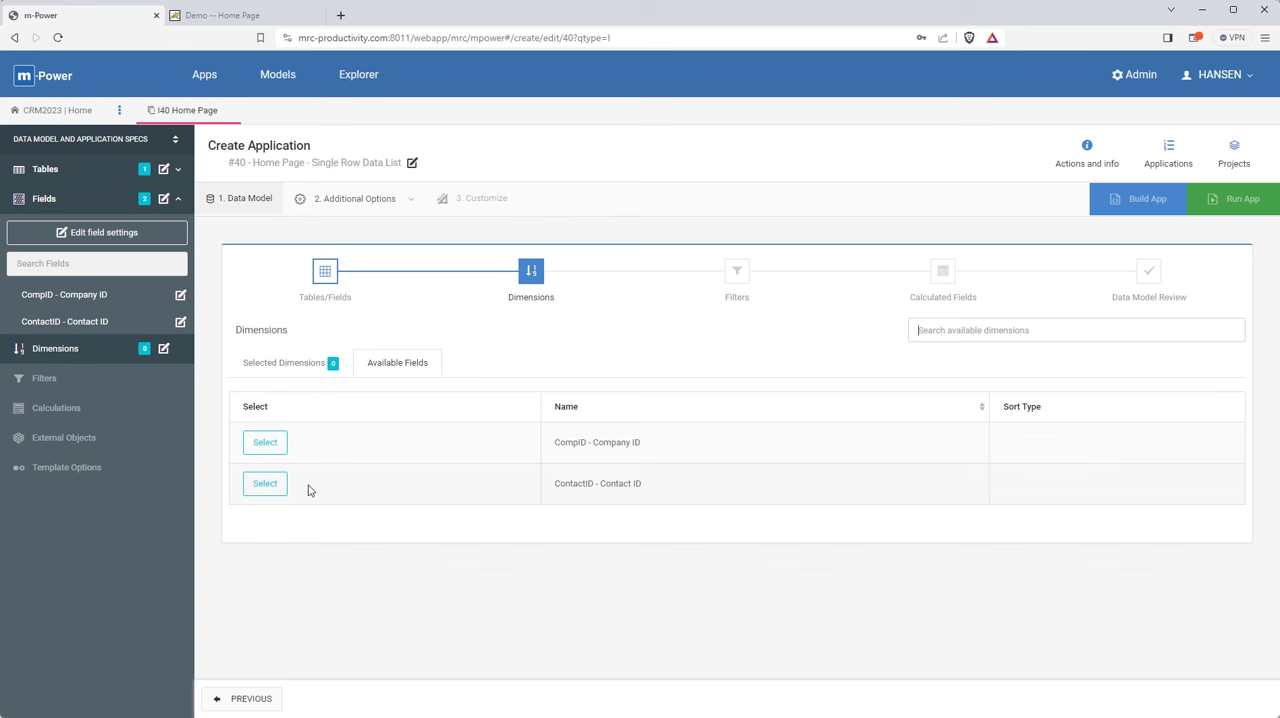 m-Power
Demo -- Home Page
mrc-productivity.com:8011/webapp/mrc/mpower#/create/edit/40?qtype=I
VPN
m-Power
Apps
Models
Explorer
Admin
HANSEN
CRM2023 | Home
I40 Home Page
DATA MODEL AND APPLICATION SPECS
Tables 1
Fields 2
Edit field settings
Search Fields
CompID - Company ID
ContactID - Contact ID
Dimensions 0
Filters
Calculations
External Objects
Template Options
Create Application
#40 - Home Page - Single Row Data List
Actions and info
Applications
Projects
1. Data Model
2. Additional Options
3. Customize
Build App
Run App
Tables/Fields
Dimensions
Filters
Calculated Fields
Data Model Review
Dimensions
Search available dimensions
Selected Dimensions 0
Available Fields
Select Name Sort Type
Select CompID - Company ID
Select ContactID - Contact ID
PREVIOUS